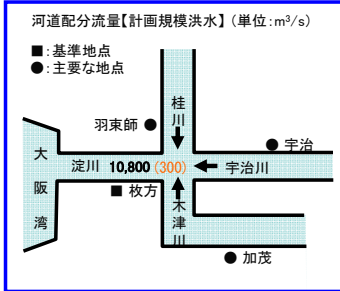 河道配分流量【計画規模洪水】（単位:m³/s）
■:基準地点
●:主要な地点
桂川
羽束師 ●
● 宇治
大阪湾
淀川 10,800 (300) 宇治川
■ 枚方
木津川
● 加茂